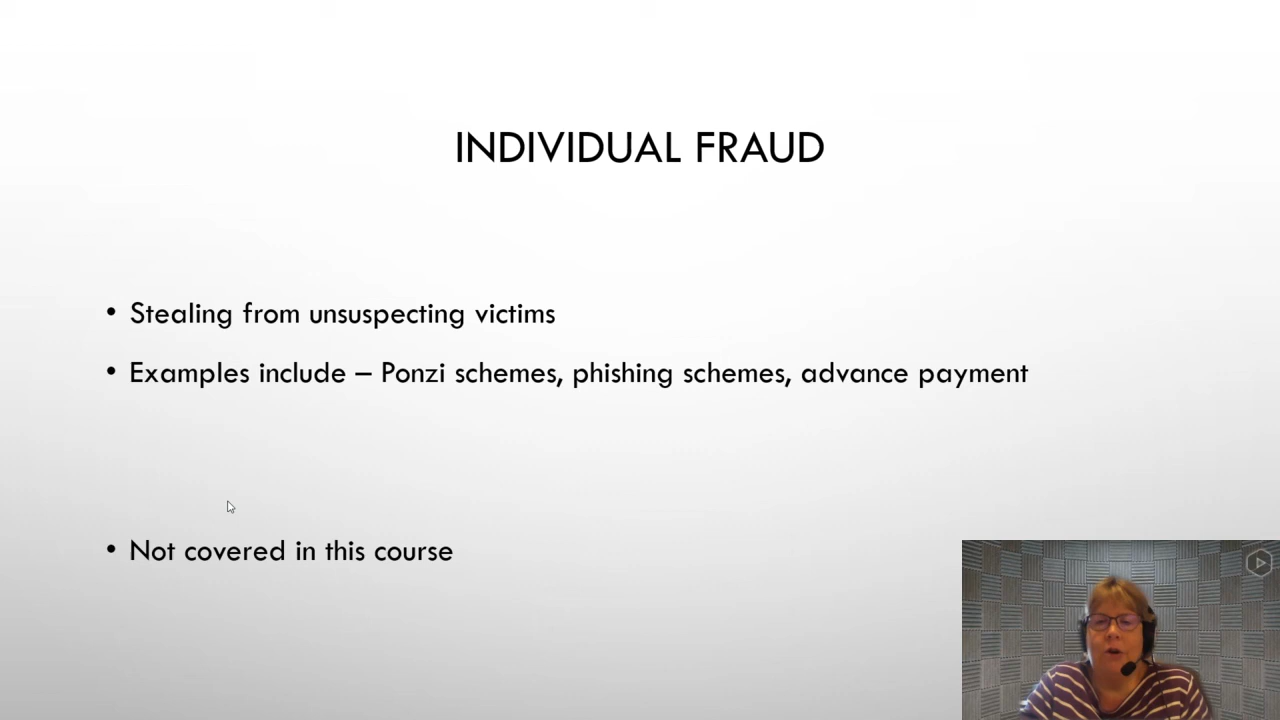 INDIVIDUAL FRAUD
• Stealing from unsuspecting victims
• Examples include – Ponzi schemes, phishing schemes, advance payment
• Not covered in this course